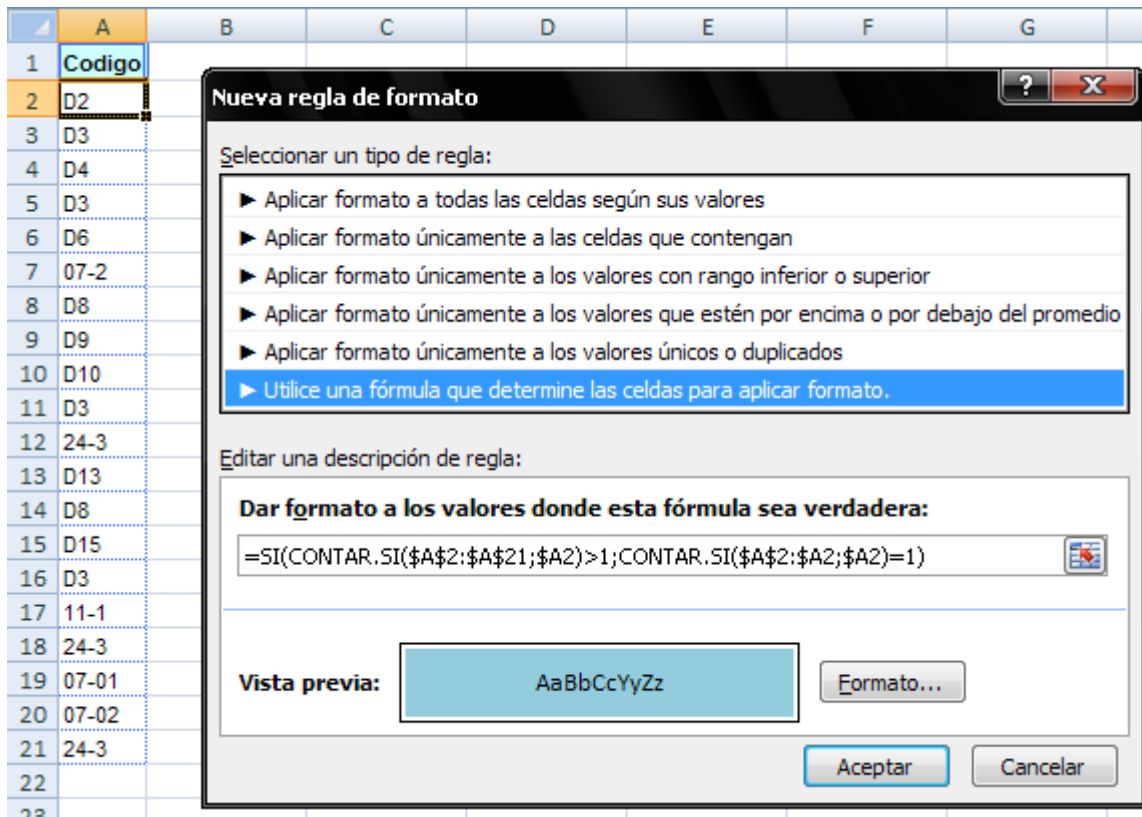 A B C D E F G
1 Codigo
2 D2
3 D3
4 D4
5 D3
6 D6
7 07-2
8 D8
9 D9
10 D10
11 D3
12 24-3
13 D13
14 D8
15 D15
16 D3
17 11-1
18 24-3
19 07-01
20 07-02
21 24-3
22
23
Nueva regla de formato
?
X
Seleccionar un tipo de regla:
► Aplicar formato a todas las celdas según sus valores
► Aplicar formato únicamente a las celdas que contengan
► Aplicar formato únicamente a los valores con rango inferior o superior
► Aplicar formato únicamente a los valores que estén por encima o por debajo del promedio
► Aplicar formato únicamente a los valores únicos o duplicados
► Utilice una fórmula que determine las celdas para aplicar formato.
Editar una descripción de regla:
Dar formato a los valores donde esta fórmula sea verdadera:
=SI(CONTAR.SI($A$2:$A$21;$A2)>1;CONTAR.SI($A$2:$A2;$A2)=1)
Vista previa: AaBbCcYyZz Formato...
Aceptar Cancelar